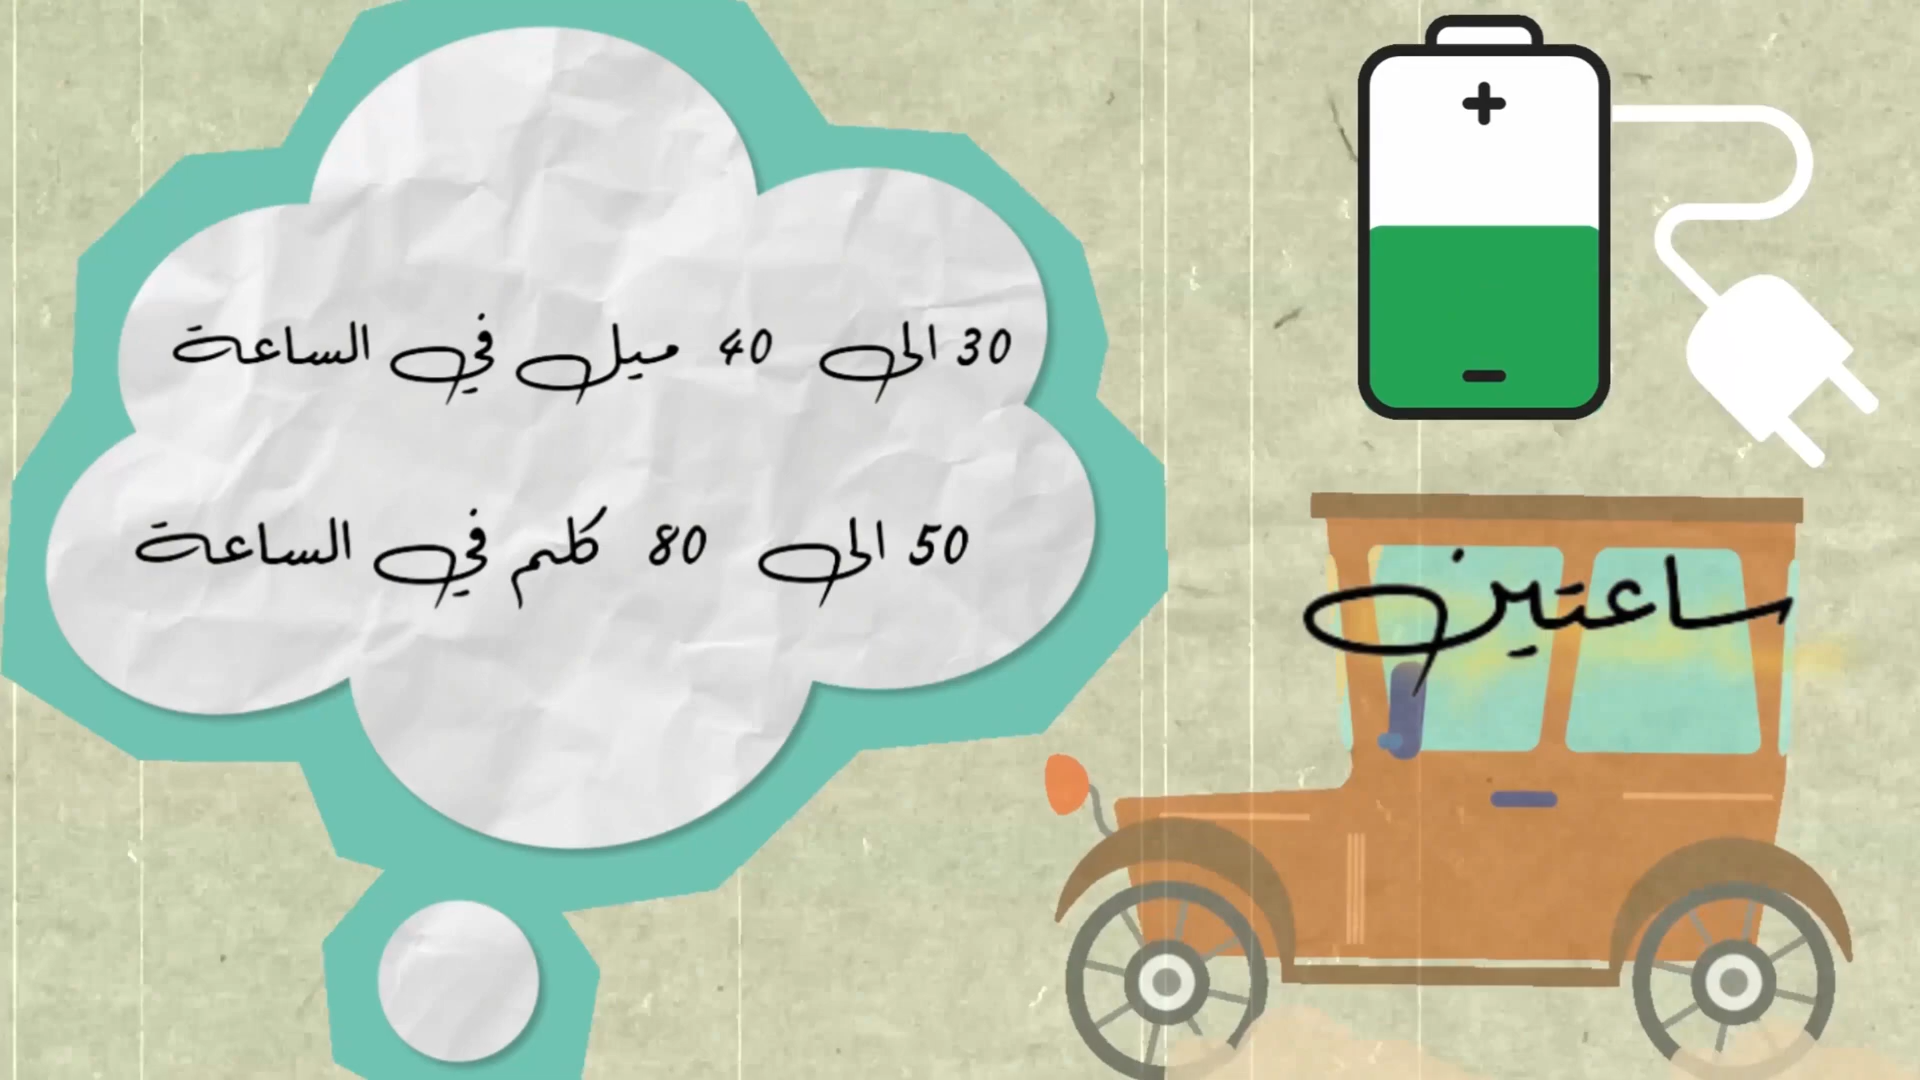 30 الى 40 ميل في الساعة
50 الى 80 كلم في الساعة
ساعتين